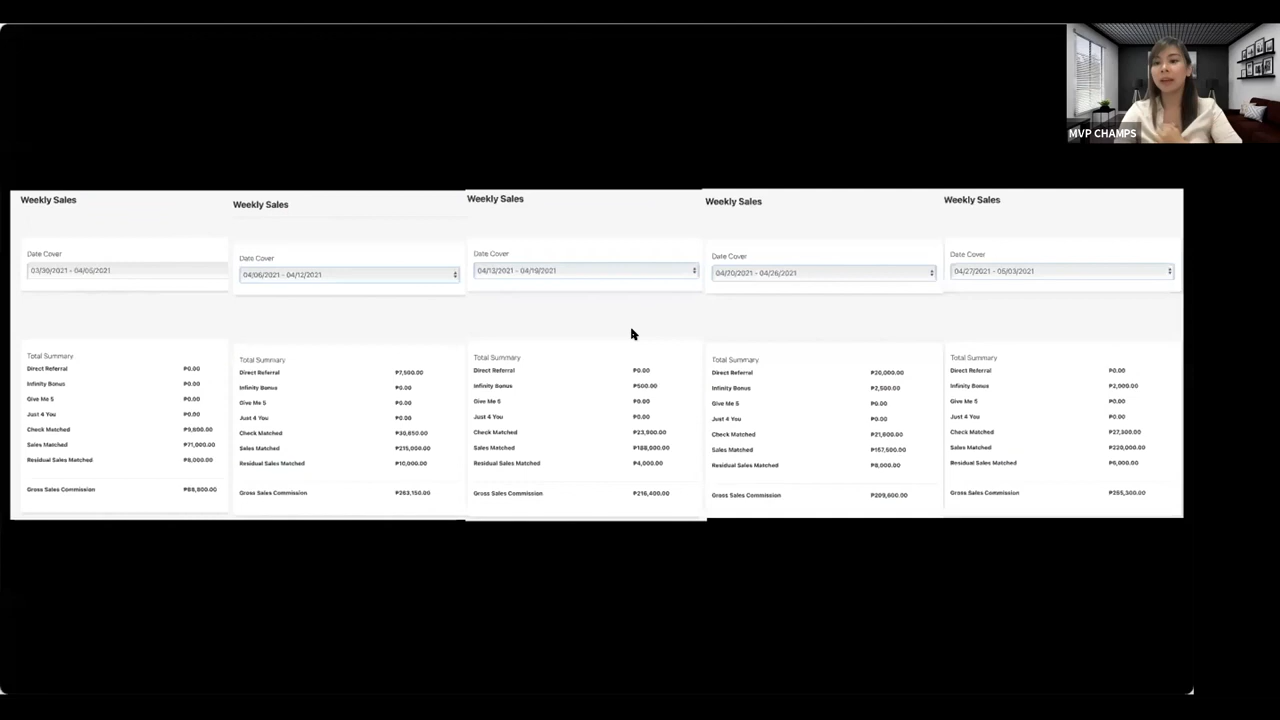 MVP CHAMPS
Weekly Sales
Date Cover
03/30/2021 - 04/05/2021
Total Summary
Direct Referral ₱0.00
Infinity Bonus ₱0.00
Give Me 5 ₱0.00
Just 4 You ₱0.00
Check Matched ₱9,600.00
Sales Matched ₱71,000.00
Residual Sales Matched ₱8,000.00
Gross Sales Commission ₱88,600.00
Weekly Sales
Date Cover
04/06/2021 - 04/12/2021
Total Summary
Direct Referral ₱7,500.00
Infinity Bonus ₱0.00
Give Me 5 ₱0.00
Just 4 You ₱0.00
Check Matched ₱30,650.00
Sales Matched ₱215,000.00
Residual Sales Matched ₱10,000.00
Gross Sales Commission ₱263,150.00
Weekly Sales
Date Cover
04/13/2021 - 04/19/2021
Total Summary
Direct Referral ₱0.00
Infinity Bonus ₱500.00
Give Me 5 ₱0.00
Just 4 You ₱0.00
Check Matched ₱23,900.00
Sales Matched ₱188,000.00
Residual Sales Matched ₱4,000.00
Gross Sales Commission ₱216,400.00
Weekly Sales
Date Cover
04/20/2021 - 04/26/2021
Total Summary
Direct Referral ₱20,000.00
Infinity Bonus ₱2,500.00
Give Me 5 ₱0.00
Just 4 You ₱0.00
Check Matched ₱21,600.00
Sales Matched ₱157,500.00
Residual Sales Matched ₱8,000.00
Gross Sales Commission ₱209,600.00
Weekly Sales
Date Cover
04/27/2021 - 05/03/2021
Total Summary
Direct Referral ₱0.00
Infinity Bonus ₱2,000.00
Give Me 5 ₱0.00
Just 4 You ₱0.00
Check Matched ₱27,300.00
Sales Matched ₱220,000.00
Residual Sales Matched ₱6,000.00
Gross Sales Commission ₱255,300.00